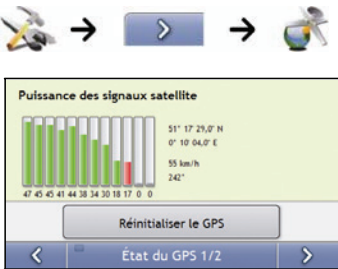 Puissance des signaux satellite
51° 17' 29,0" N
0° 10' 04,0" E
55 km/h
242°
47 45 45 41 44 38 34 30 18 17 0 0
Réinitialiser le GPS
État du GPS 1/2